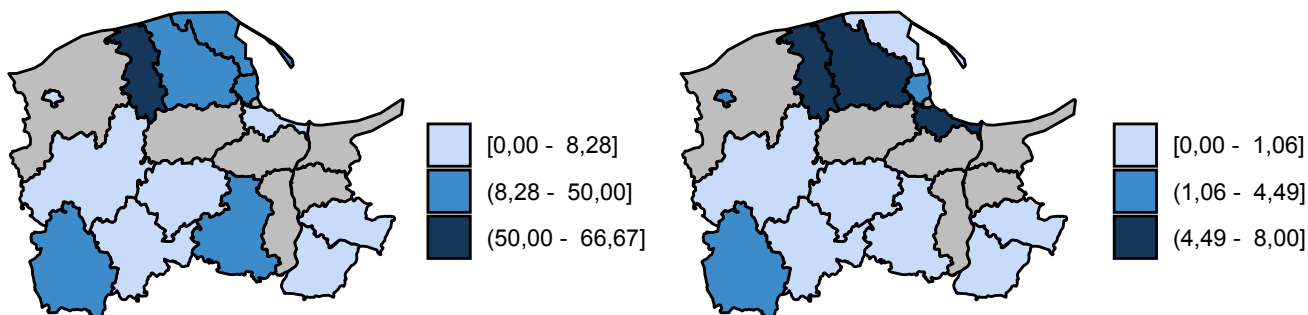 [0,00 - 8,28]
(8,28 - 50,00]
(50,00 - 66,67]
[0,00 - 1,06]
(1,06 - 4,49]
(4,49 - 8,00]